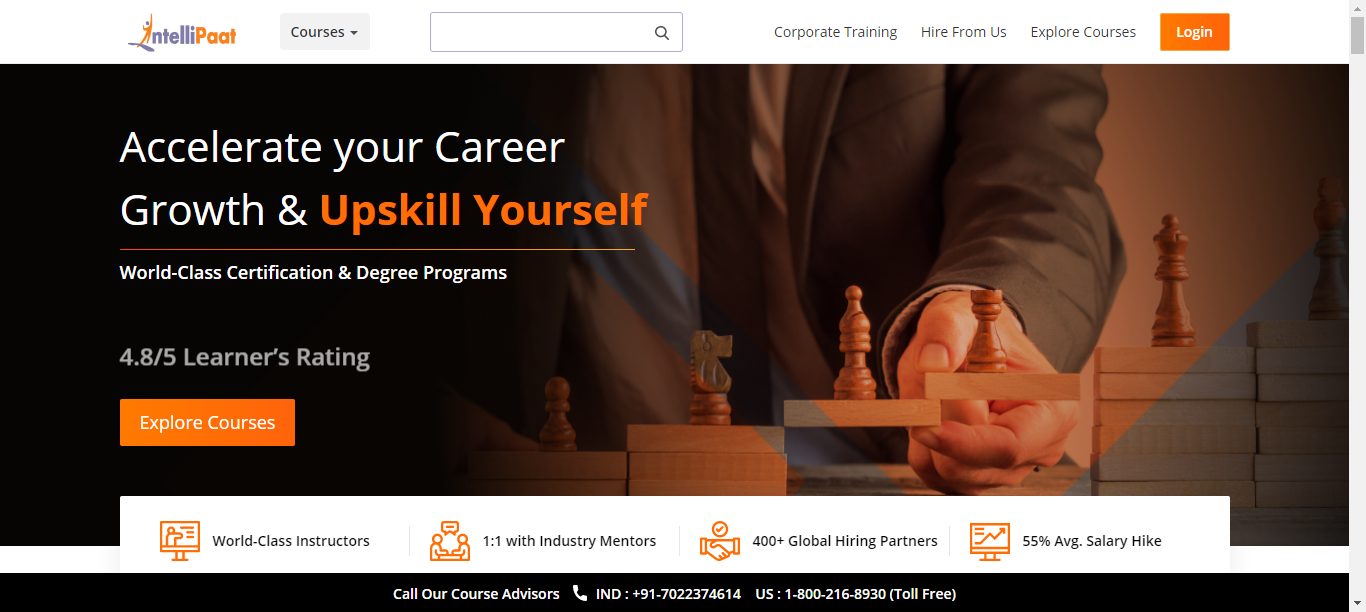 IntelliPaat
Courses
Corporate Training
Hire From Us
Explore Courses
Login
Accelerate your Career
Growth & Upskill Yourself
World-Class Certification & Degree Programs
4.8/5 Learner’s Rating
Explore Courses
World-Class Instructors
1:1 with Industry Mentors
400+ Global Hiring Partners
55% Avg. Salary Hike
Call Our Course Advisors IND : +91-7022374614 US : 1-800-216-8930 (Toll Free)